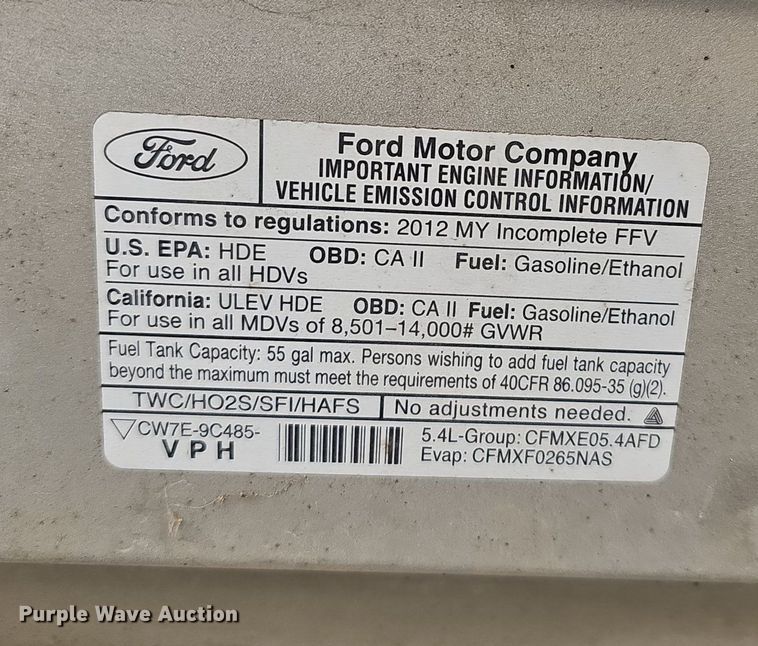 Ford
Ford Motor Company
IMPORTANT ENGINE INFORMATION/
VEHICLE EMISSION CONTROL INFORMATION
Conforms to regulations: 2012 MY Incomplete FFV
U.S. EPA: HDE OBD: CA II Fuel: Gasoline/Ethanol
For use in all HDVs
California: ULEV HDE OBD: CA II Fuel: Gasoline/Ethanol
For use in all MDVs of 8,501–14,000# GVWR
Fuel Tank Capacity: 55 gal max. Persons wishing to add fuel tank capacity
beyond the maximum must meet the requirements of 40CFR 86.095-35 (g)(2).
TWC/HO2S/SFI/HAFS No adjustments needed.
CW7E-9C485-
VPH
5.4L-Group: CFMXE05.4AFD
Evap: CFMXF0265NAS
Purple Wave Auction